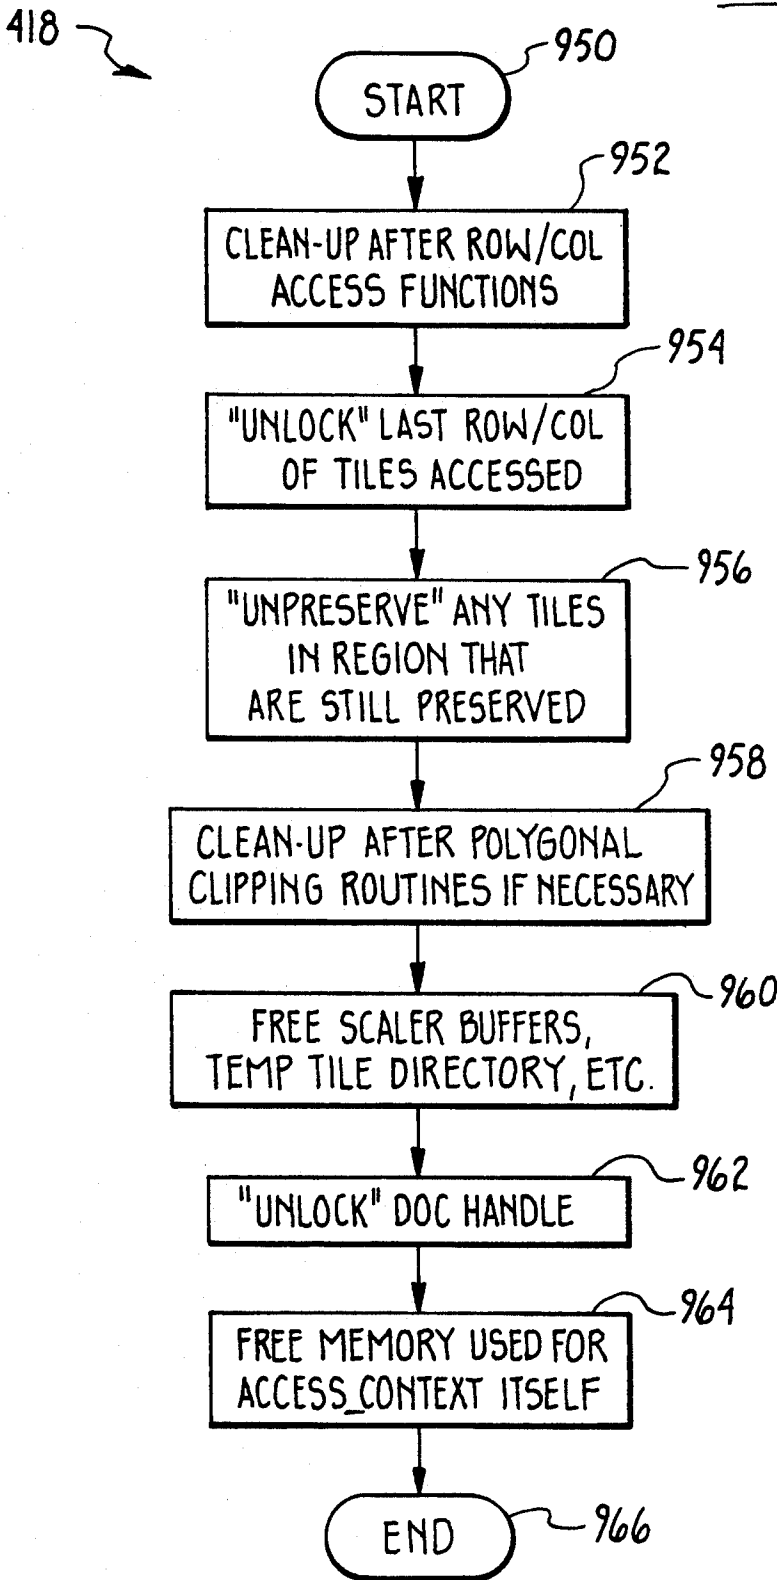 418
950
START
952
CLEAN-UP AFTER ROW/COL
ACCESS FUNCTIONS
954
"UNLOCK" LAST ROW/COL
OF TILES ACCESSED
956
"UNPRESERVE" ANY TILES
IN REGION THAT
ARE STILL PRESERVED
958
CLEAN-UP AFTER POLYGONAL
CLIPPING ROUTINES IF NECESSARY
960
FREE SCALER BUFFERS,
TEMP TILE DIRECTORY, ETC.
962
"UNLOCK" DOC HANDLE
964
FREE MEMORY USED FOR
ACCESS_CONTEXT ITSELF
END
966